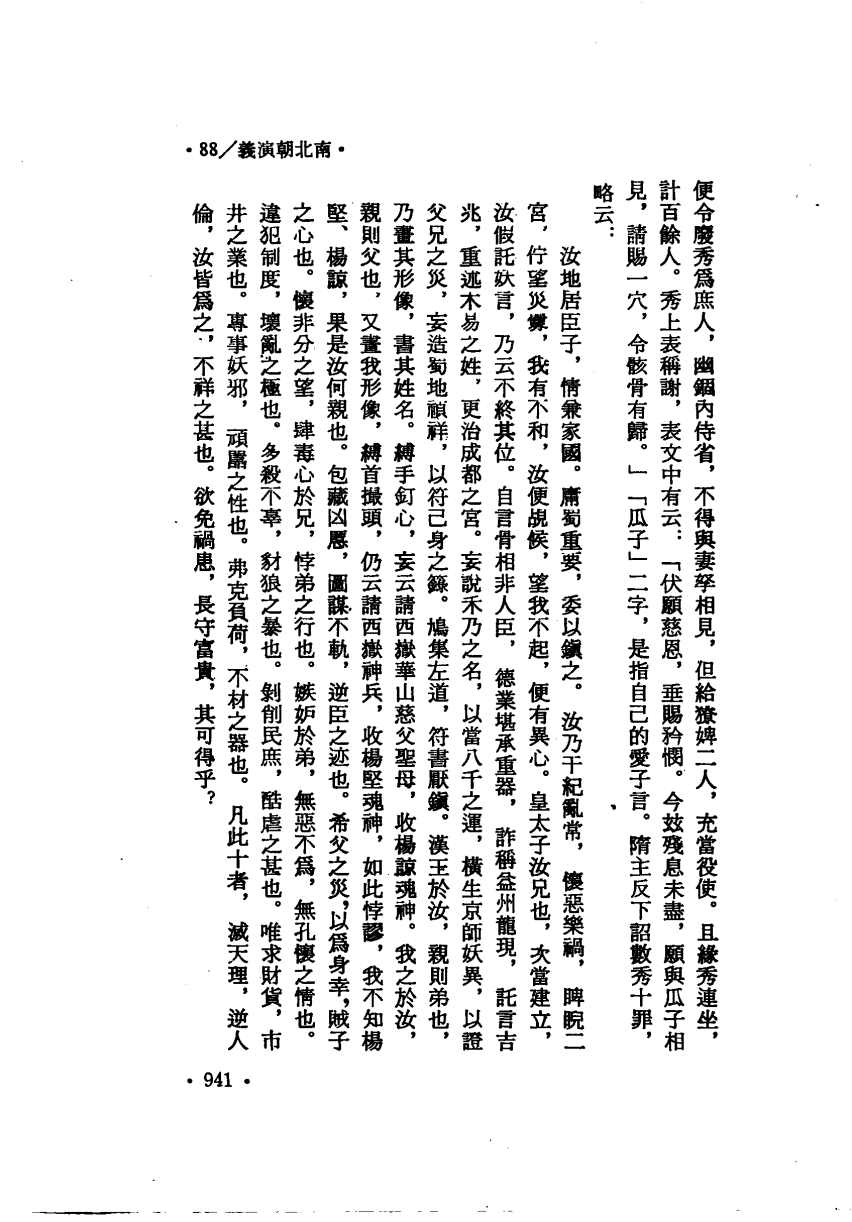 ·88／義演朝北南·
便令廢秀爲庶人，幽錮內侍省，不得與妻孥相見，但給獠婢二人，充當役使。且緣秀連坐，
計百餘人。秀上表稱謝，表文中有云：「伏願慈恩，垂賜矜憫。今茲殘息未盡，願與瓜子相
見，請賜一穴，令骸骨有歸。」「瓜子」二字，是指自己的愛子言。隋主反下詔數秀十罪，
略云：
汝地居臣子，情兼家國。庸蜀重要，委以鎭之。汝乃干紀亂常，懷惡樂禍，睥睨二
宮，佇望災釁，我有不和，汝便覘候，望我不起，便有異心。皇太子汝兄也，次當建立，
汝假託妖言，乃云不終其位。自言骨相非人臣，德業堪承重器，詐稱益州龍現，託言吉
兆，重述木易之姓，更治成都之宮。妄說禾乃之名，以當八千之運，橫生京師妖異，以證
父兄之災，妄造蜀地禎祥，以符己身之籙。鳩集左道，符書厭鎭。漢王於汝，親則弟也，
乃畫其形像，書其姓名。縛手釘心，妄云請西嶽華山慈父聖母，收楊諒魂神。我之於汝，
親則父也，又畫我形像，縛首撮頭，仍云請西嶽神兵，收楊堅魂神，如此悖謬，我不知楊
堅、楊諒，果是汝何親也。包藏凶慝，圖謀不軌，逆臣之迹也。希父之災，以爲身幸，賊子
之心也。懷非分之望，肆毒心於兄，悖弟之行也。嫉妒於弟，無惡不爲，無孔懷之情也。
違犯制度，壞亂之極也。多殺不辜，豺狼之暴也。剝削民庶，酷虐之甚也。唯求財貨，市
井之業也。專事妖邪，頑嚚之性也。弗克負荷，不材之器也。凡此十者，滅天理，逆人
倫，汝皆爲之，不祥之甚也。欲免禍患，長守富貴，其可得乎？
·941·